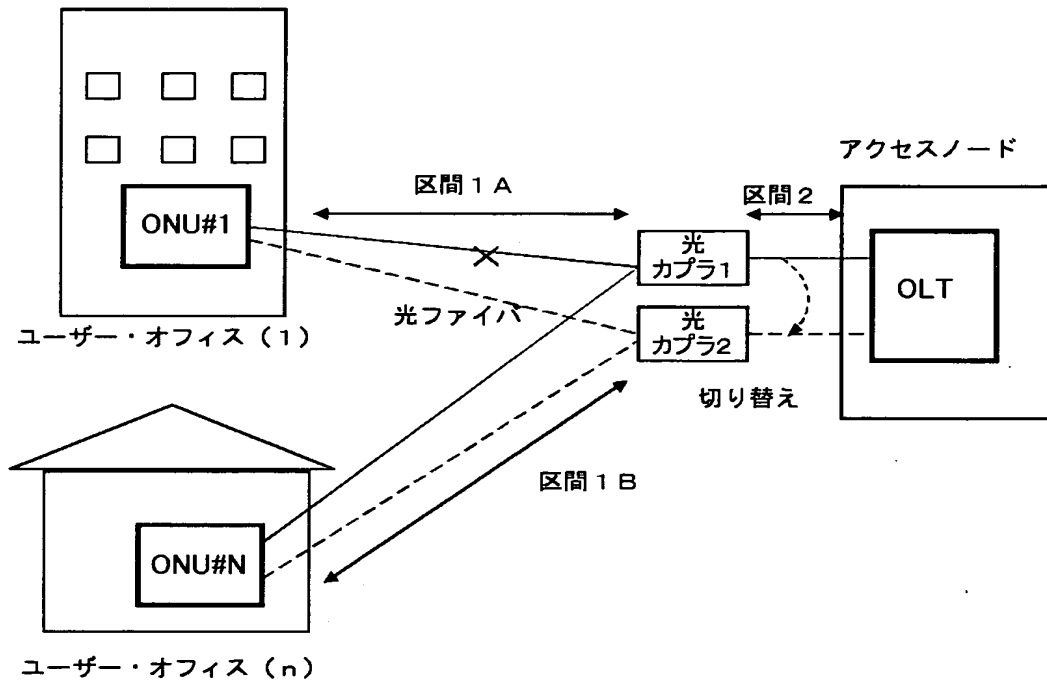 アクセスノード
区間１A
区間２
ONU#1
光
カプラ1
OLT
光ファイバ
光
カプラ2
ユーザー・オフィス（1）
切り替え
区間１B
ONU#N
ユーザー・オフィス（n）